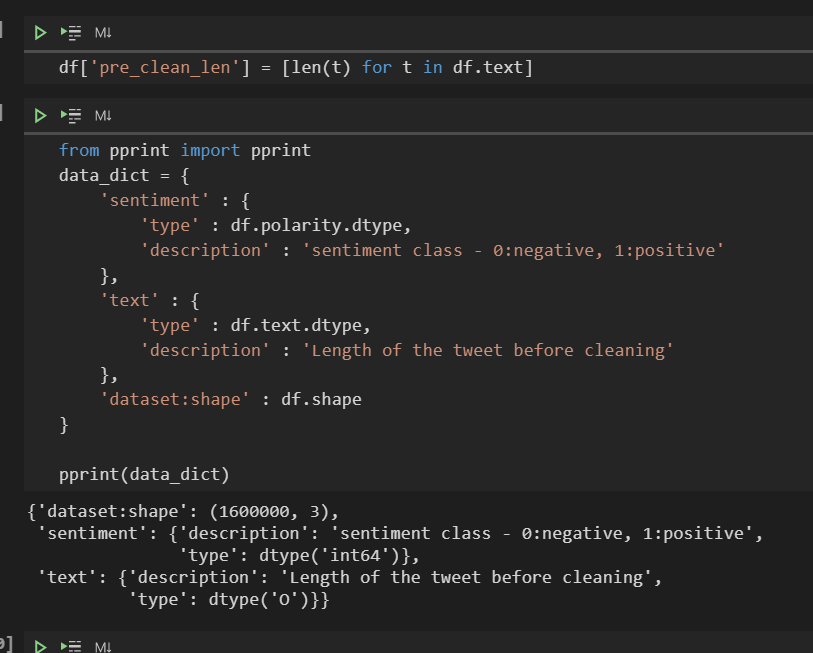 ]
M↓
df['pre_clean_len'] = [len(t) for t in df.text]
]
M↓
from pprint import pprint
data_dict = {
    'sentiment' : {
        'type' : df.polarity.dtype,
        'description' : 'sentiment class - 0:negative, 1:positive'
    },
    'text' : {
        'type' : df.text.dtype,
        'description' : 'Length of the tweet before cleaning'
    },
    'dataset:shape' : df.shape
}
pprint(data_dict)
{'dataset:shape': (1600000, 3),
 'sentiment': {'description': 'sentiment class - 0:negative, 1:positive',
               'type': dtype('int64')},
 'text': {'description': 'Length of the tweet before cleaning',
          'type': dtype('O')}}
]
M↓